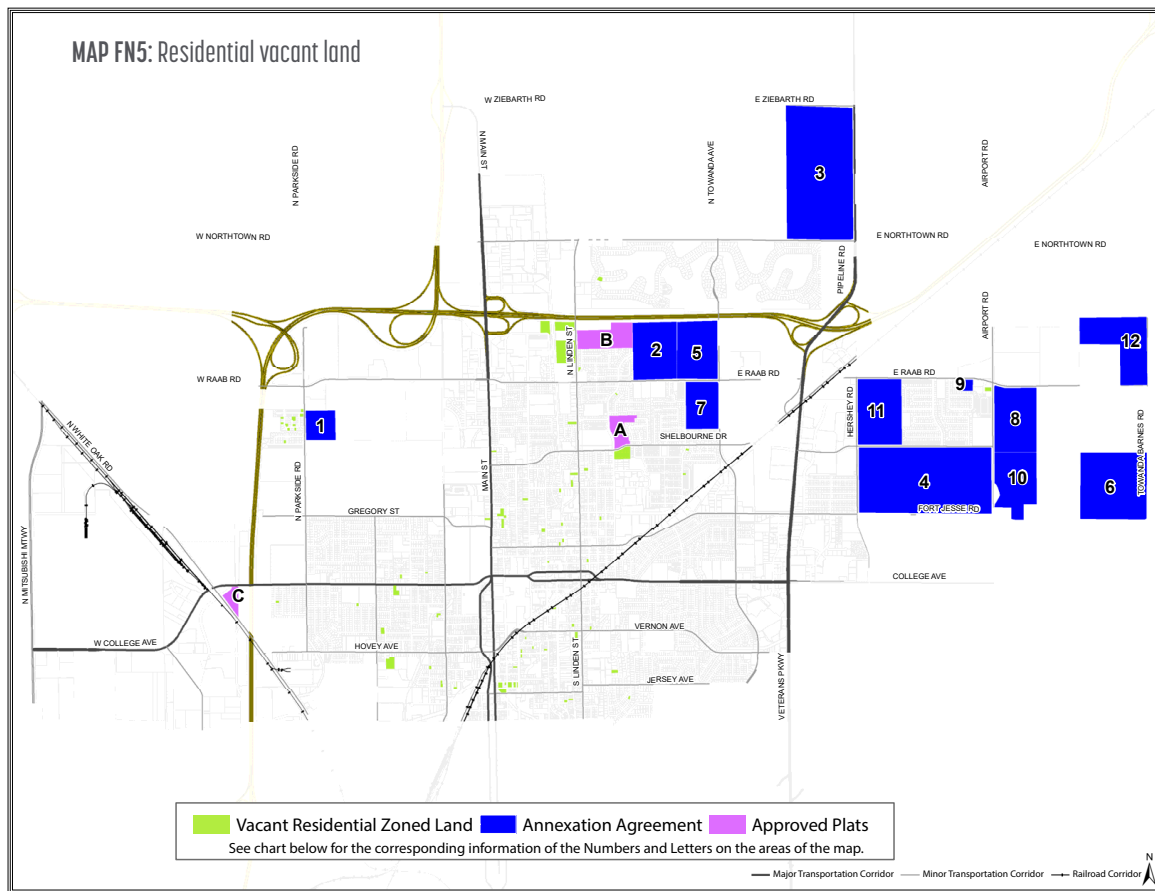 MAP FN5: Residential vacant land
W ZIEBARTH RD
E ZIEBARTH RD
N MAIN ST
N PARKSIDE RD
N TOWANDA AVE
AIRPORT RD
3
W NORTHTOWN RD
E NORTHTOWN RD
E NORTHTOWN RD
PIPELINE RD
AIRPORT RD
N LINDEN ST
B
2
5
12
W RAAB RD
E RAAB RD
E RAAB RD
9
HERSHEY RD
11
8
7
1
A
SHELBOURNE DR
TOWANDA BARNES RD
N WHITE OAK RD
MAIN ST
N PARKSIDE RD
4
10
6
GREGORY ST
FORT JESSE RD
N MITSUBISHI MTWY
COLLEGE AVE
C
W COLLEGE AVE
HOVEY AVE
VERNON AVE
S LINDEN ST
JERSEY AVE
VETERANS PKWY
Vacant Residential Zoned Land
Annexation Agreement
Approved Plats
See chart below for the corresponding information of the Numbers and Letters on the areas of the map.
Major Transportation Corridor
Minor Transportation Corridor
Railroad Corridor
N